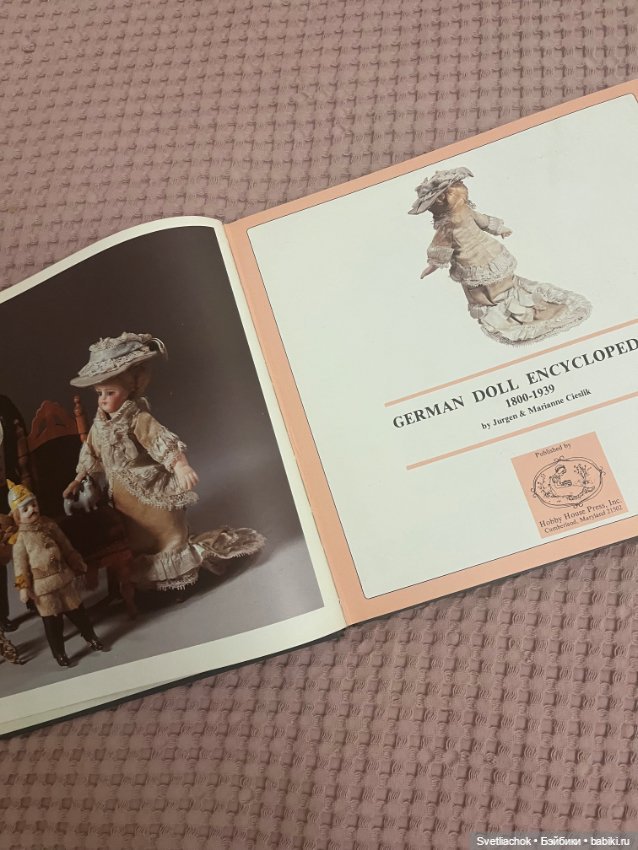 GERMAN DOLL ENCYCLOPED
1800-1939
by Jurgen & Marianne Cieslik
Published by
Hobby House Press, Inc.
Cumberland, Maryland 21502
Svetliachok • Бэйбики • babiki.ru